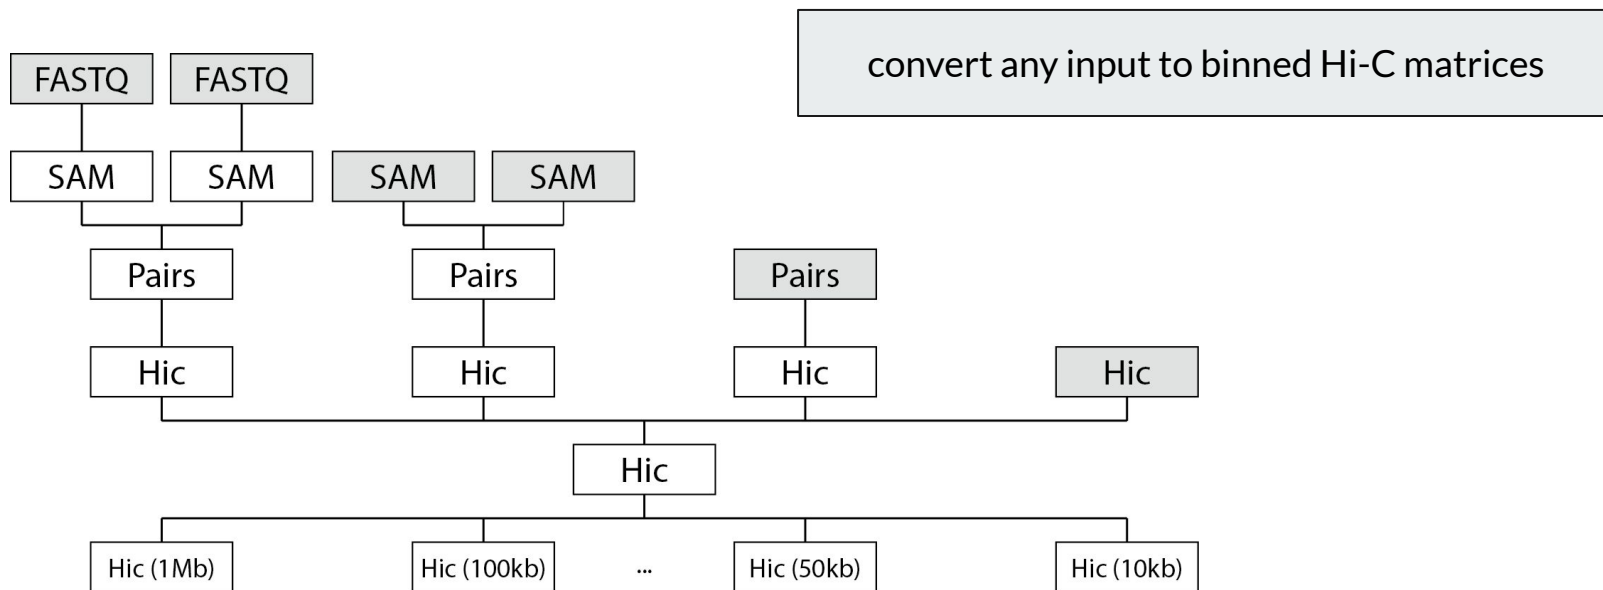 convert any input to binned Hi-C matrices
FASTQ FASTQ
SAM SAM SAM SAM
Pairs Pairs Pairs
Hic Hic Hic Hic
Hic
Hic (1Mb) Hic (100kb) ... Hic (50kb) Hic (10kb)